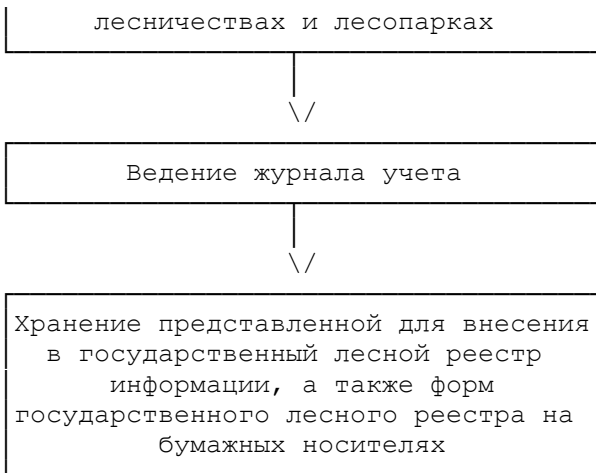 лесничествах и лесопарках
\/
Ведение журнала учета
\/
Хранение представленной для внесения
в государственный лесной реестр
информации, а также форм
государственного лесного реестра на
бумажных носителях